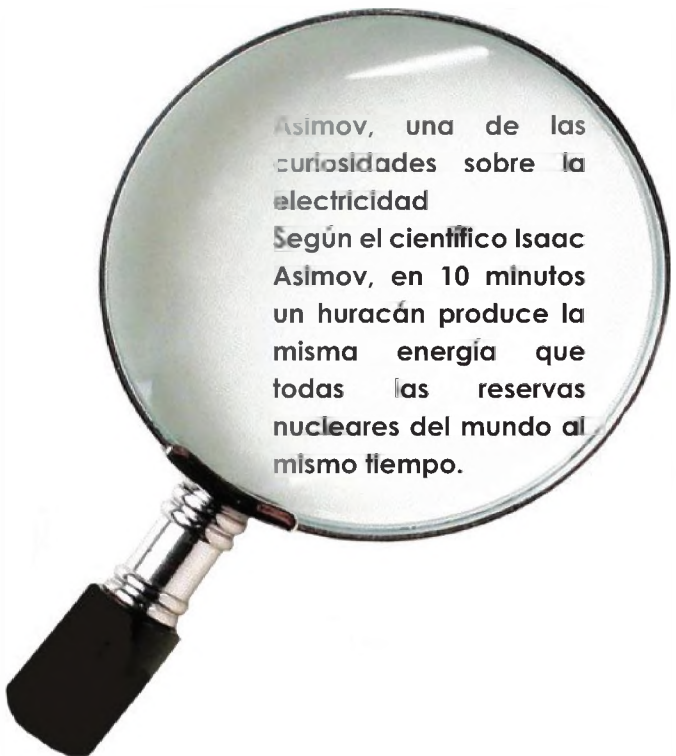 Asimov, una de las
curiosidades sobre la
electricidad
Según el científico Isaac
Asimov, en 10 minutos
un huracán produce la
misma energía que
todas las reservas
nucleares del mundo al
mismo tiempo.